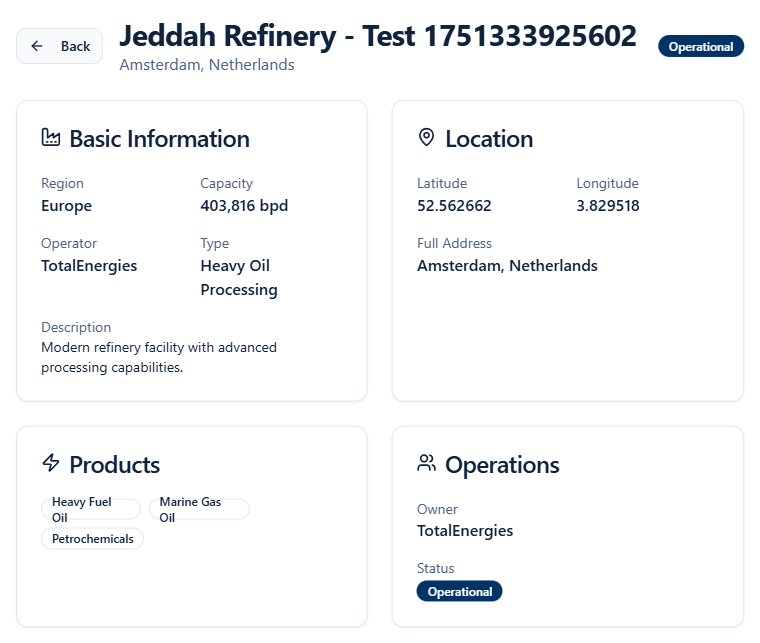 Back
Jeddah Refinery - Test 1751333925602
Amsterdam, Netherlands
Operational
Basic Information
Region
Europe
Capacity
403,816 bpd
Operator
TotalEnergies
Type
Heavy Oil
Processing
Description
Modern refinery facility with advanced
processing capabilities.
Location
Latitude
52.562662
Longitude
3.829518
Full Address
Amsterdam, Netherlands
Products
Heavy Fuel
Oil
Marine Gas
Oil
Petrochemicals
Operations
Owner
TotalEnergies
Status
Operational